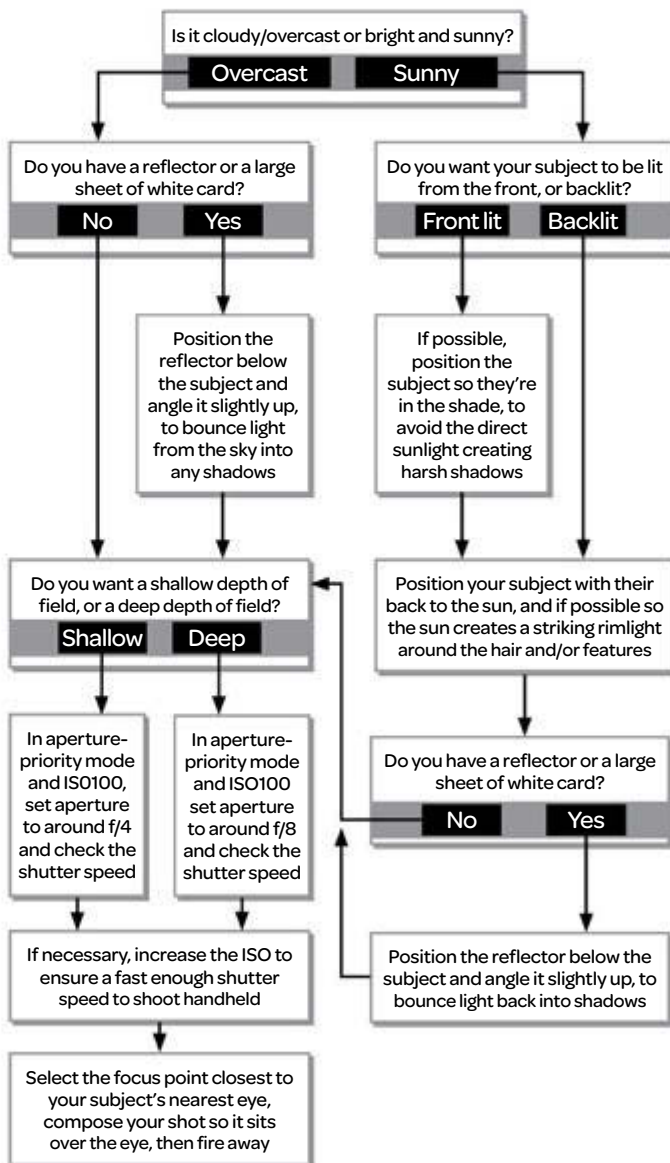 Is it cloudy/overcast or bright and sunny?
Overcast Sunny
Do you have a reflector or a large
sheet of white card?
No Yes
Do you want your subject to be lit
from the front, or backlit?
Front lit Backlit
Position the
reflector below
the subject and
angle it slightly up,
to bounce light
from the sky into
any shadows
If possible,
position the
subject so they're
in the shade, to
avoid the direct
sunlight creating
harsh shadows
Do you want a shallow depth of
field, or a deep depth of field?
Shallow Deep
Position your subject with their
back to the sun, and if possible so
the sun creates a striking rimlight
around the hair and/or features
In aperture-
priority mode
and ISO100,
set aperture
to around f/4
and check the
shutter speed
In aperture-
priority mode
and ISO100
set aperture
to around f/8
and check the
shutter speed
Do you have a reflector or a large
sheet of white card?
No Yes
If necessary, increase the ISO to
ensure a fast enough shutter
speed to shoot handheld
Position the reflector below the
subject and angle it slightly up, to
bounce light back into shadows
Select the focus point closest to
your subject's nearest eye,
compose your shot so it sits
over the eye, then fire away